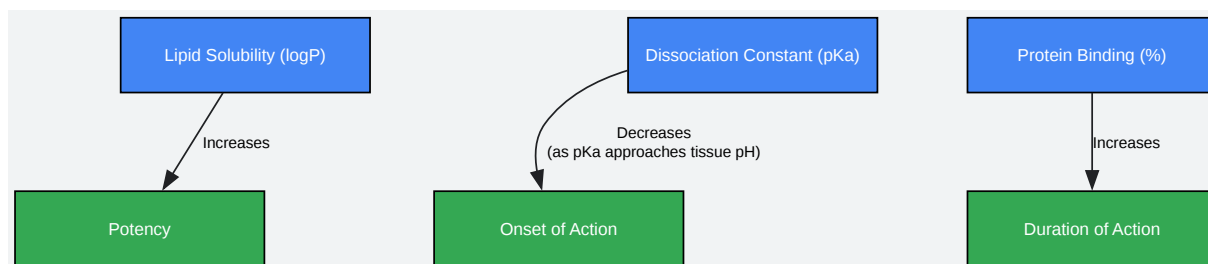 Lipid Solubility (logP)
Dissociation Constant (pKa)
Protein Binding (%)
Increases
Decreases
(as pKa approaches tissue pH)
Increases
Potency
Onset of Action
Duration of Action